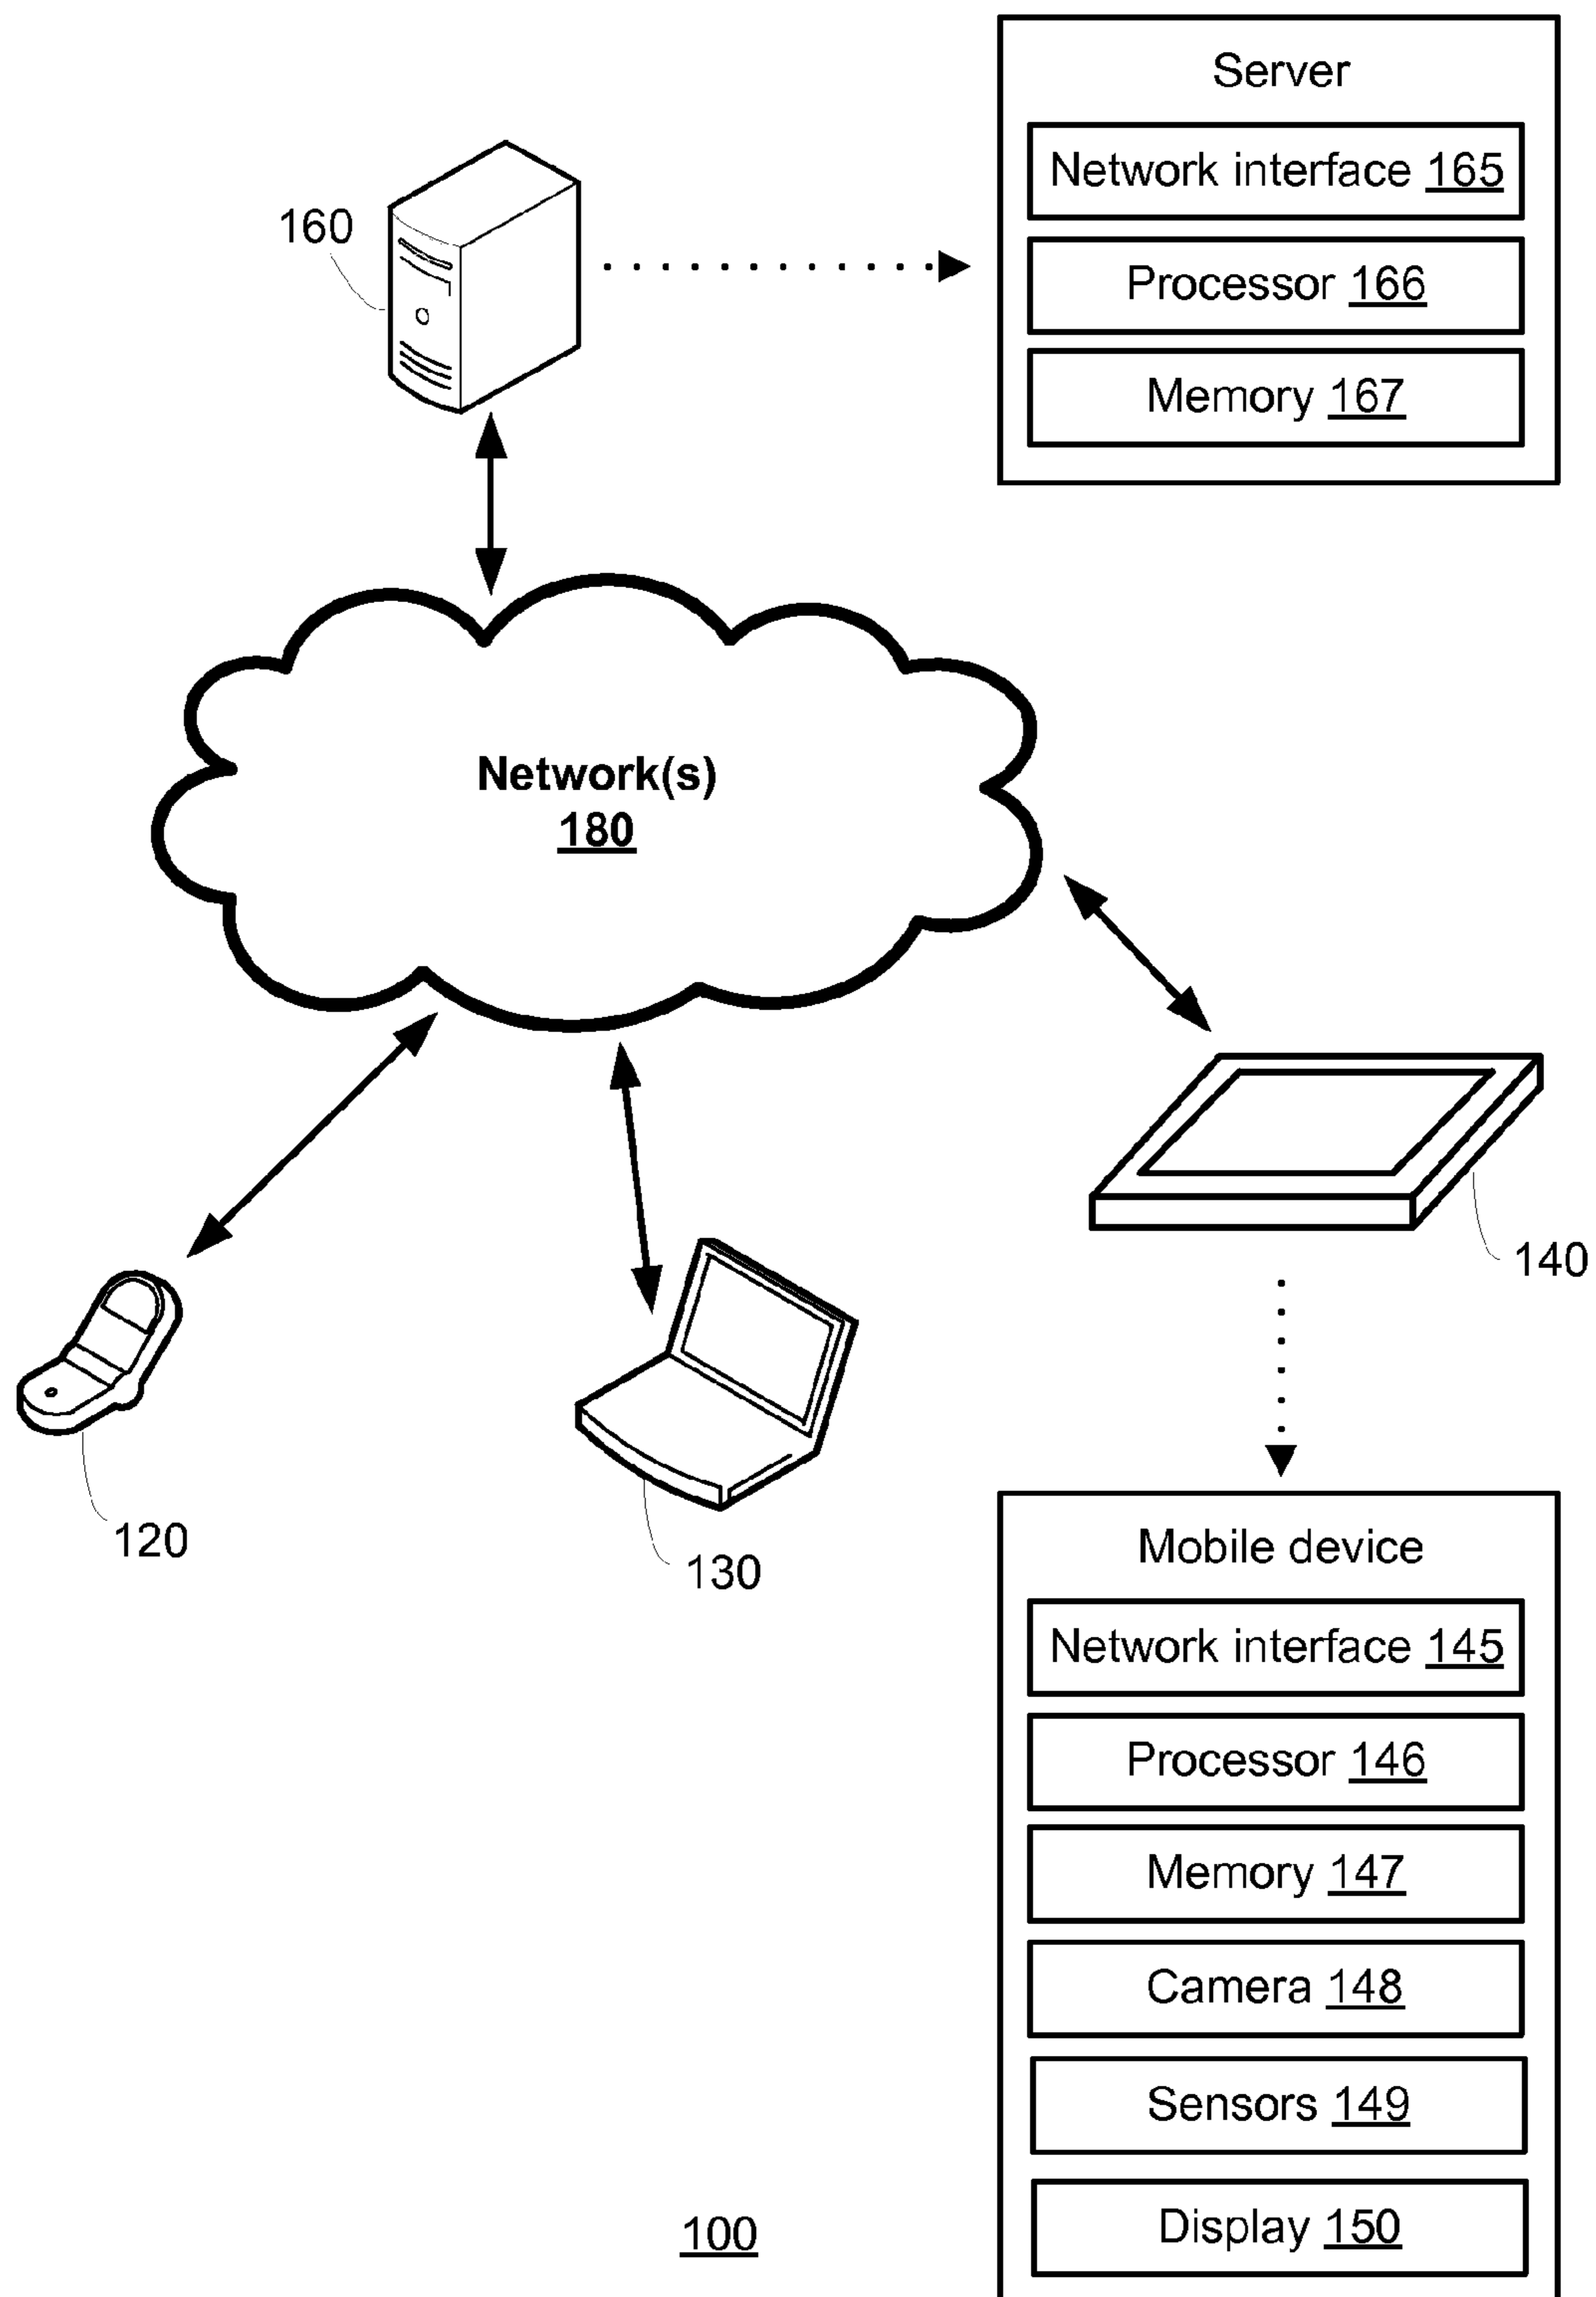 Server
Network interface 165
160
Processor 166
Memory 167
Network(s)
180
140
120
130
Mobile device
Network interface 145
Processor 146
Memory 147
Camera 148
Sensors 149
Display 150
100